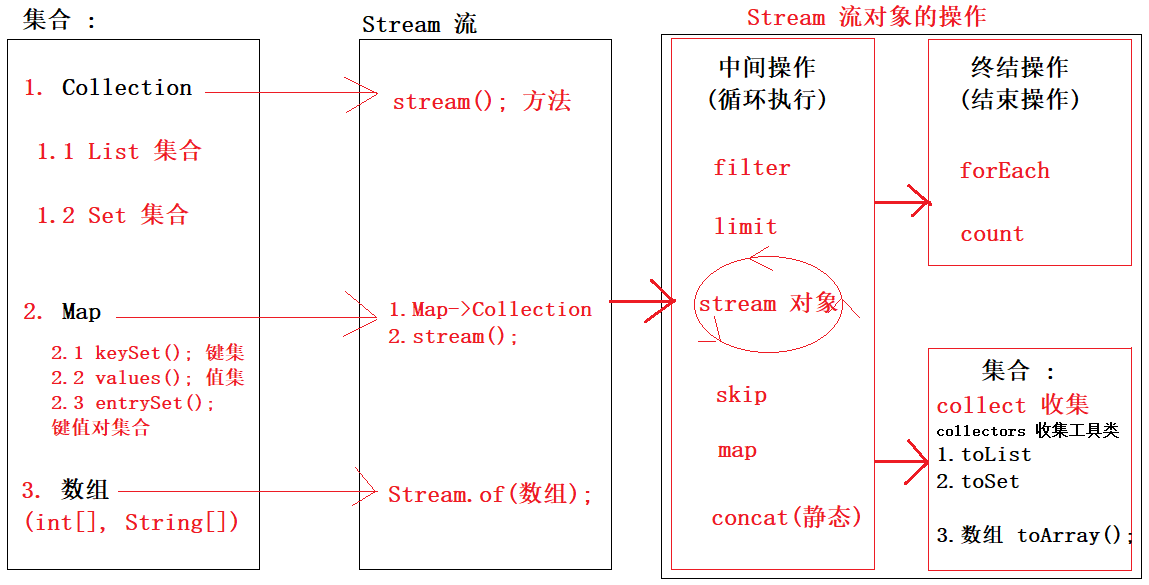 集合 :
1. Collection
1.1 List 集合
1.2 Set 集合
2. Map
2.1 keySet(); 键集
2.2 values(); 值集
2.3 entrySet();
键值对集合
3. 数组
(int[], String[])
Stream 流
stream(); 方法
1.Map->Collection
2.stream();
Stream.of(数组);
Stream 流对象的操作
中间操作
(循环执行)
filter
limit
stream 对象
skip
map
concat(静态)
终结操作
(结束操作)
forEach
count
集合 :
collect 收集
collectors 收集工具类
1.toList
2.toSet
3.数组 toArray();